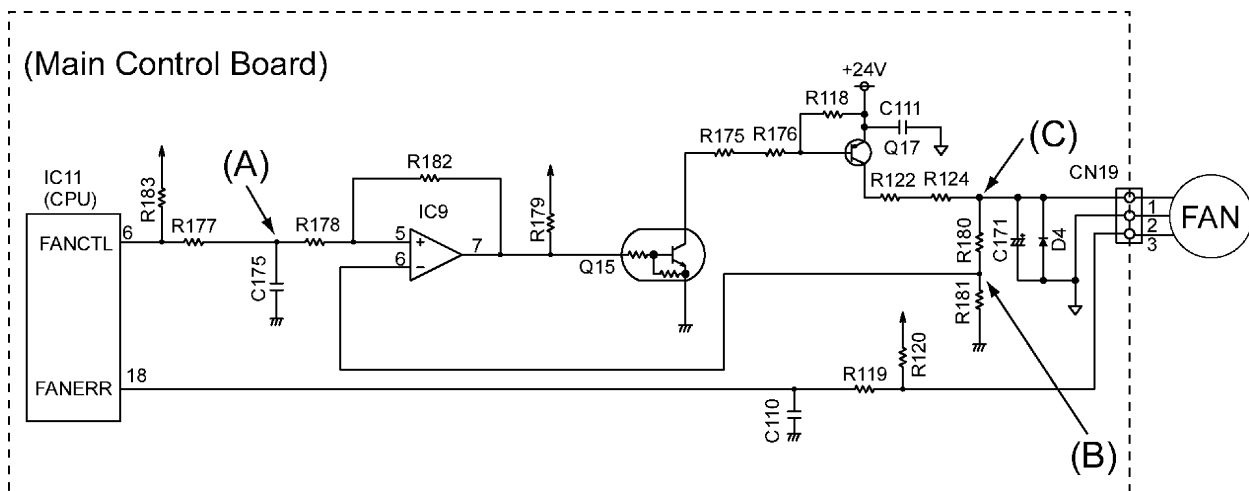 (Main Control Board)
+24V
R118
C111
R175
R176
Q17
(C)
CN19
R122
R124
IC11
(CPU)
R183
(A)
R182
R179
IC9
FANCTL
6
R177
R178
5
+
6
−
7
C175
Q15
R180
R181
C171
D4
1
2
3
FAN
R120
FANERR
18
R119
C110
(B)